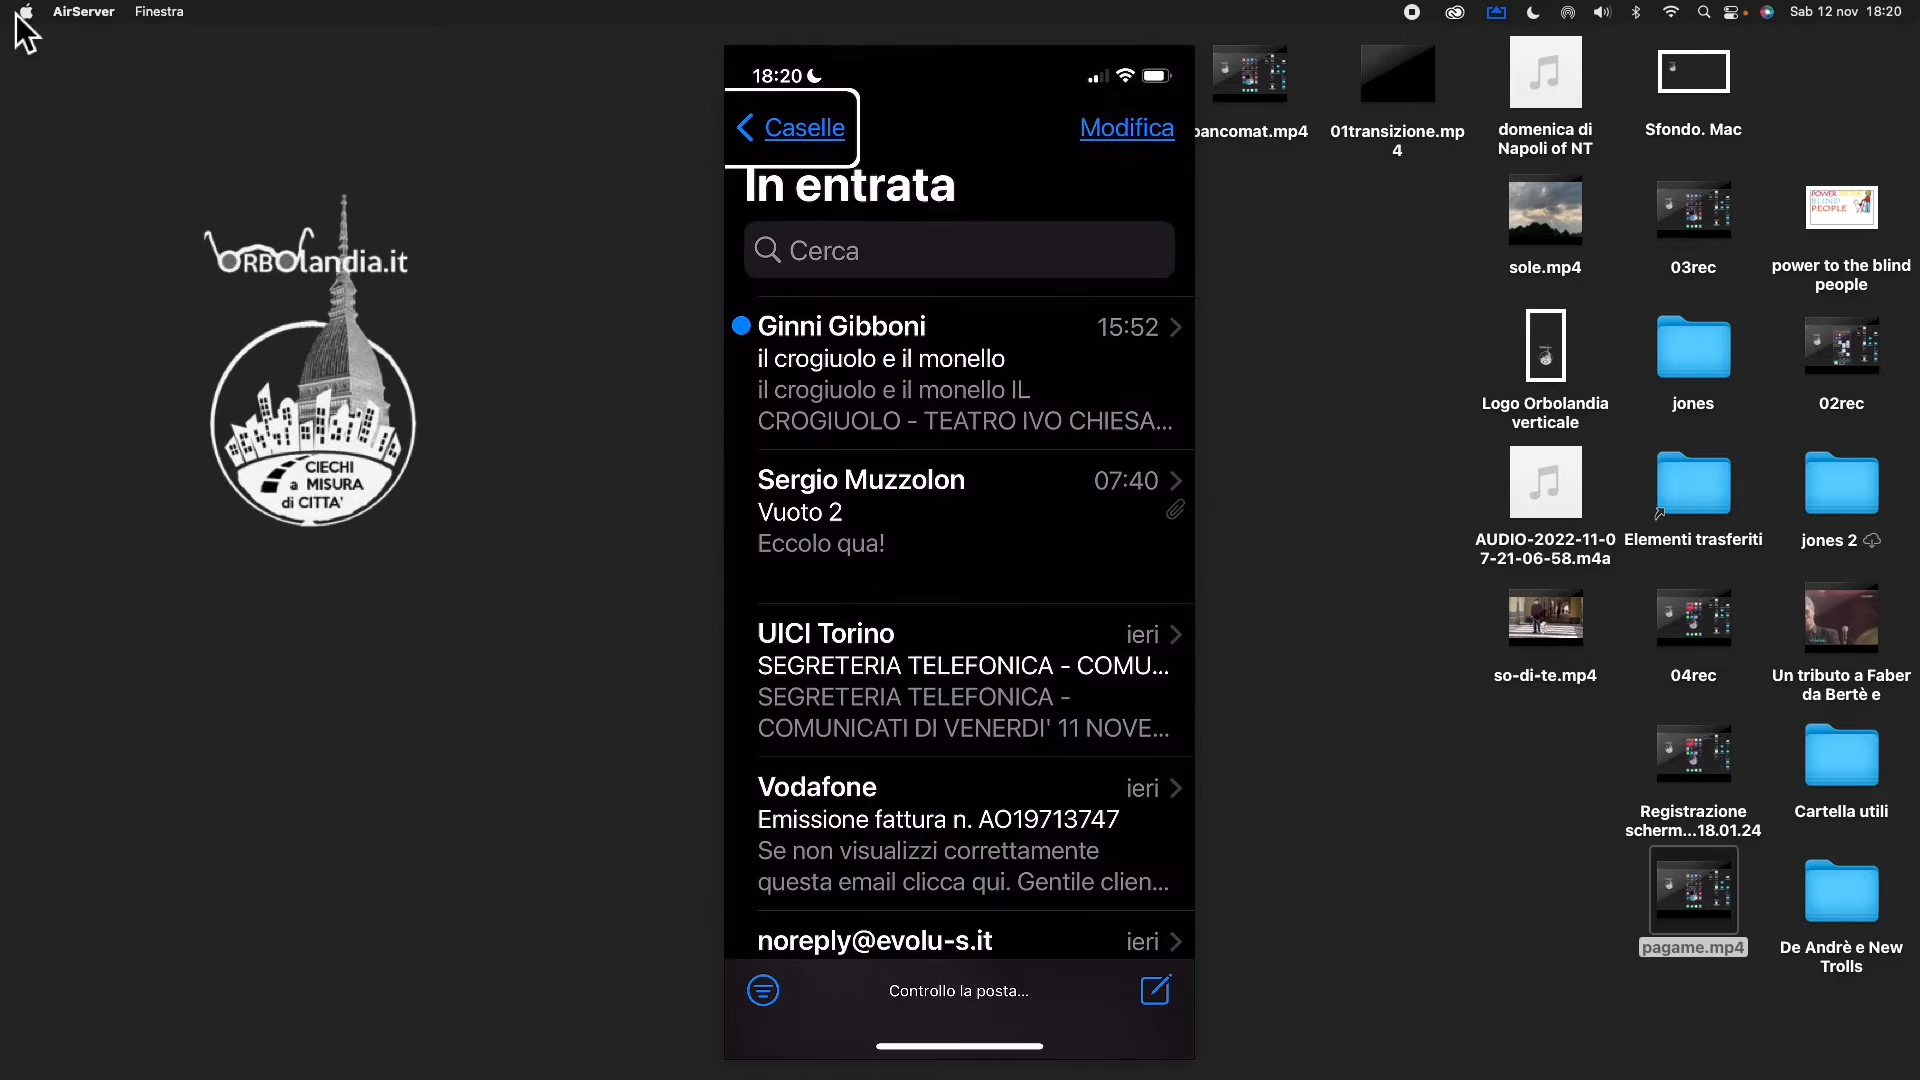 AirServer Finestra
Sab 12 nov 18:20
18:20
Caselle
Modifica
In entrata
Cerca
Ginni Gibboni 15:52
il crogiuolo e il monello
il crogiuolo e il monello IL
CROGIUOLO - TEATRO IVO CHIESA...
Sergio Muzzolon 07:40
Vuoto 2
Eccolo qua!
UICI Torino ieri
SEGRETERIA TELEFONICA - COMU...
SEGRETERIA TELEFONICA -
COMUNICATI DI VENERDI' 11 NOVE...
Vodafone ieri
Emissione fattura n. AO19713747
Se non visualizzi correttamente
questa email clicca qui. Gentile clien...
noreply@evolu-s.it ieri
Controllo la posta...
ORBOlandia.it
CIECHI
a MISURA
di CITTA'
bancomat.mp4
01transizione.mp
4
domenica di
Napoli of NT
Sfondo. Mac
sole.mp4
03rec
POWER TO THE
BLIND
PEOPLE
power to the blind
people
Logo Orbolandia
verticale
jones
02rec
AUDIO-2022-11-0
7-21-06-58.m4a
Elementi trasferiti
jones 2
so-di-te.mp4
04rec
Un tributo a Faber
da Bertè e
Registrazione
scherm...18.01.24
Cartella utili
pagame.mp4
De Andrè e New
Trolls